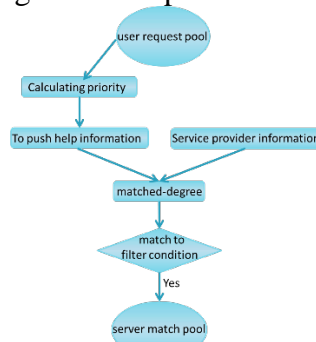 user request pool
Calculating priority
To push help information
Service provider information
matched-degree
match to
filter condition
Yes
server match pool